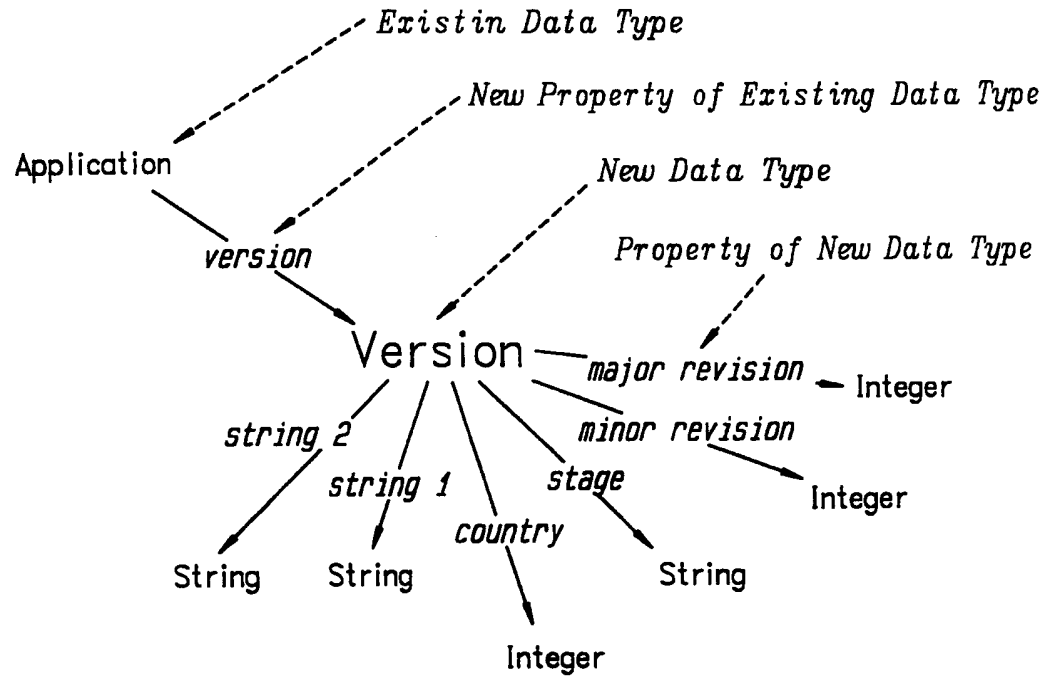 Existin Data Type
New Property of Existing Data Type
Application
New Data Type
version
Property of New Data Type
Version
major revision
Integer
string 2
minor revision
string 1
stage
Integer
country
String
String
String
Integer